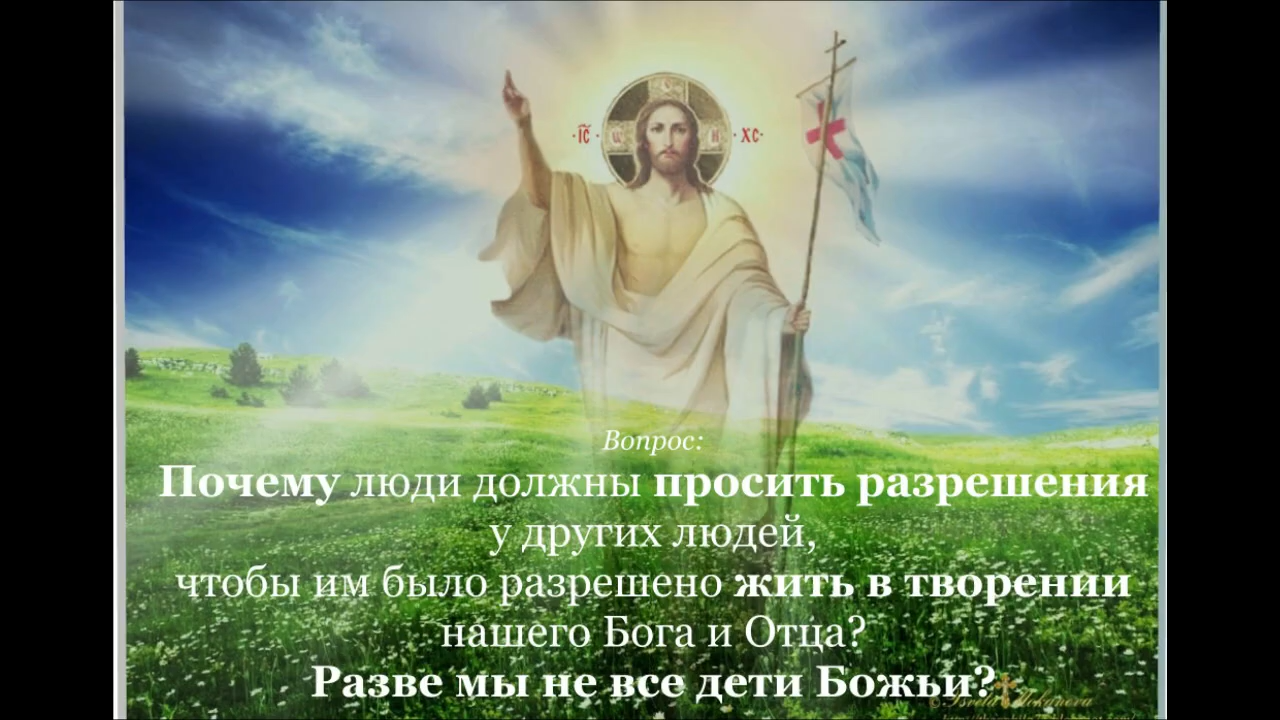 ·І҃С· ·ХС·
Вопрос:
Почему люди должны просить разрешения
у других людей,
чтобы им было разрешено жить в творении
нашего Бога и Отца?
Разве мы не все дети Божьи?